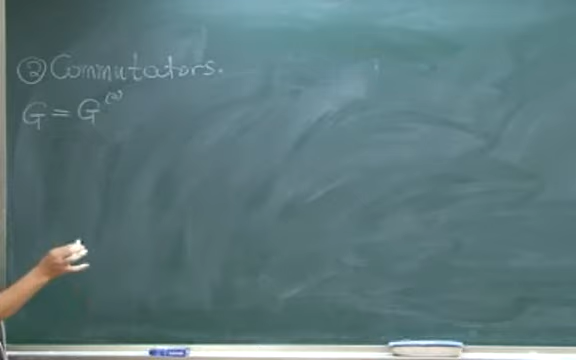 ② Commutators.
G = G⁽⁰⁾